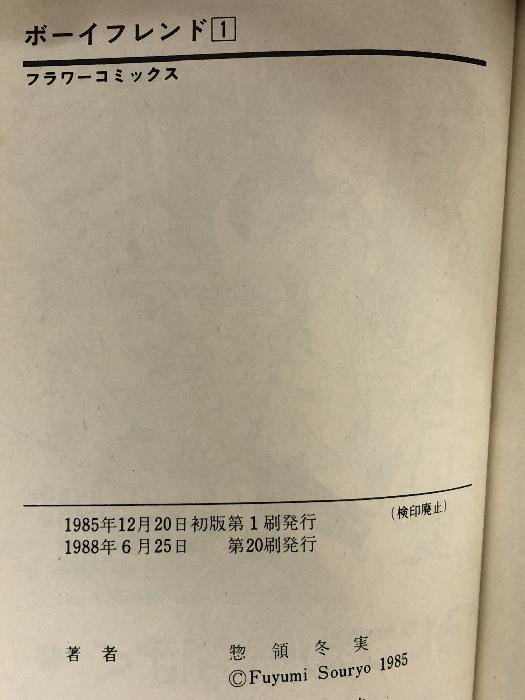 ボーイフレンド1
フラワーコミックス
1985年12月20日初版第1刷発行
(検印廃止)
1988年6月25日 第20刷発行
著者 惣領冬実
©Fuyumi Souryo 1985